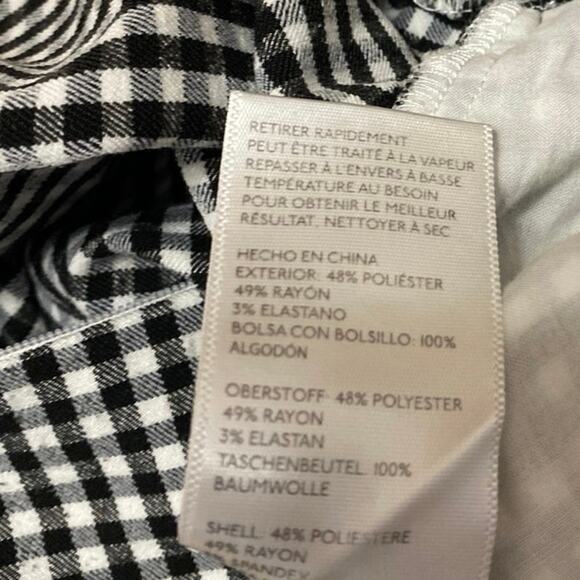 RETIRER RAPIDEMENT
PEUT ÊTRE TRAITÉ À LA VAPEUR
REPASSER À L'ENVERS À BASSE
TEMPÉRATURE AU BESOIN
POUR OBTENIR LE MEILLEUR
RÉSULTAT, NETTOYER À SEC
HECHO EN CHINA
EXTERIOR: 48% POLIÉSTER
49% RAYÓN
3% ELASTANO
BOLSA CON BOLSILLO: 100%
ALGODÓN
OBERSTOFF: 48% POLYESTER
49% RAYON
3% ELASTAN
TASCHENBEUTEL: 100%
BAUMWOLLE
SHELL: 48% POLIESTERE
49% RAYON
SPANDEX